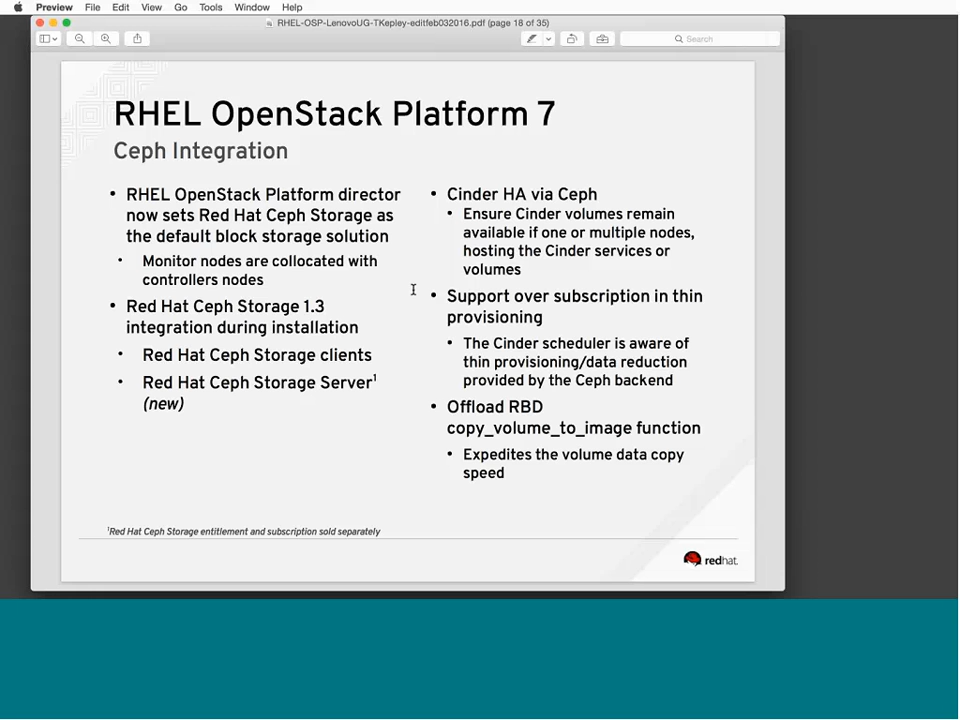 Preview File Edit View Go Tools Window Help
RHEL-OSP-LenovoUG-TKepley-editfeb032016.pdf (page 18 of 35)
Search
RHEL OpenStack Platform 7
Ceph Integration
• RHEL OpenStack Platform director
now sets Red Hat Ceph Storage as
the default block storage solution
• Monitor nodes are collocated with
controllers nodes
• Red Hat Ceph Storage 1.3
integration during installation
• Red Hat Ceph Storage clients
• Red Hat Ceph Storage Server¹
(new)
• Cinder HA via Ceph
• Ensure Cinder volumes remain
available if one or multiple nodes,
hosting the Cinder services or
volumes
• Support over subscription in thin
provisioning
• The Cinder scheduler is aware of
thin provisioning/data reduction
provided by the Ceph backend
• Offload RBD
copy_volume_to_image function
• Expedites the volume data copy
speed
¹Red Hat Ceph Storage entitlement and subscription sold separately
redhat.